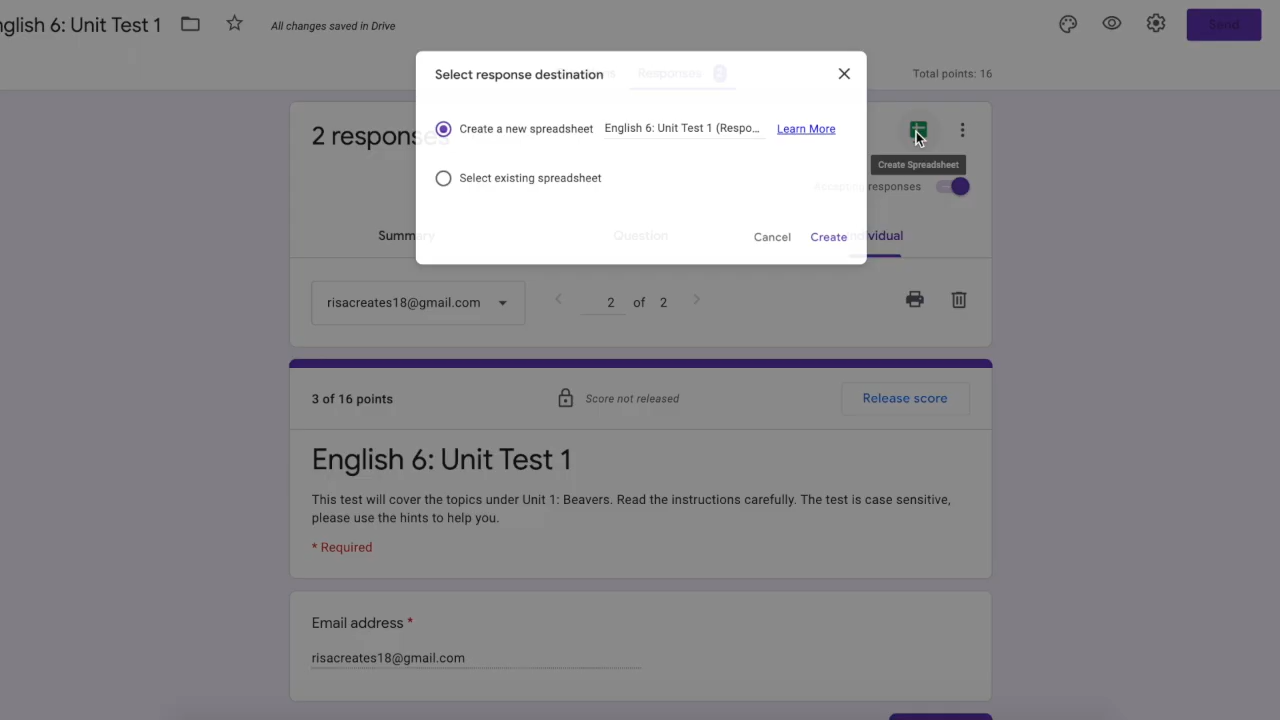 nglish 6: Unit Test 1
All changes saved in Drive
Send
Select response destination
Responses 2
Total points: 16
Create a new spreadsheet English 6: Unit Test 1 (Respo... Learn More
2 responses
Create Spreadsheet
Select existing spreadsheet
Accepting responses
Summary
Question
Individual
Cancel
Create
risacreates18@gmail.com
2 of 2
3 of 16 points
Score not released
Release score
English 6: Unit Test 1
This test will cover the topics under Unit 1: Beavers. Read the instructions carefully. The test is case sensitive,
please use the hints to help you.
* Required
Email address *
risacreates18@gmail.com